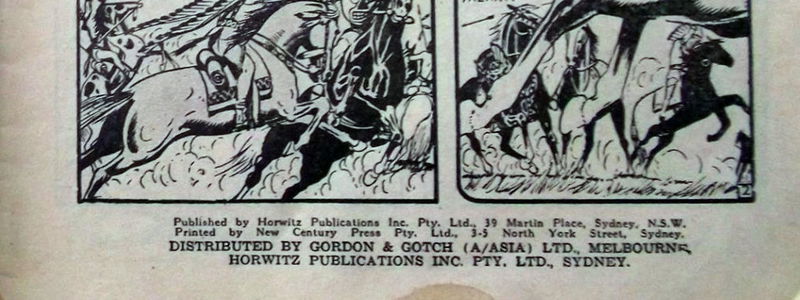 2
Published by Horwitz Publications Inc. Pty. Ltd., 39 Martin Place, Sydney, N.S.W.
Printed by New Century Press Pty. Ltd., 3-5 North York Street, Sydney.
DISTRIBUTED BY GORDON & GOTCH (A/ASIA) LTD., MELBOURNE,
HORWITZ PUBLICATIONS INC. PTY. LTD., SYDNEY.